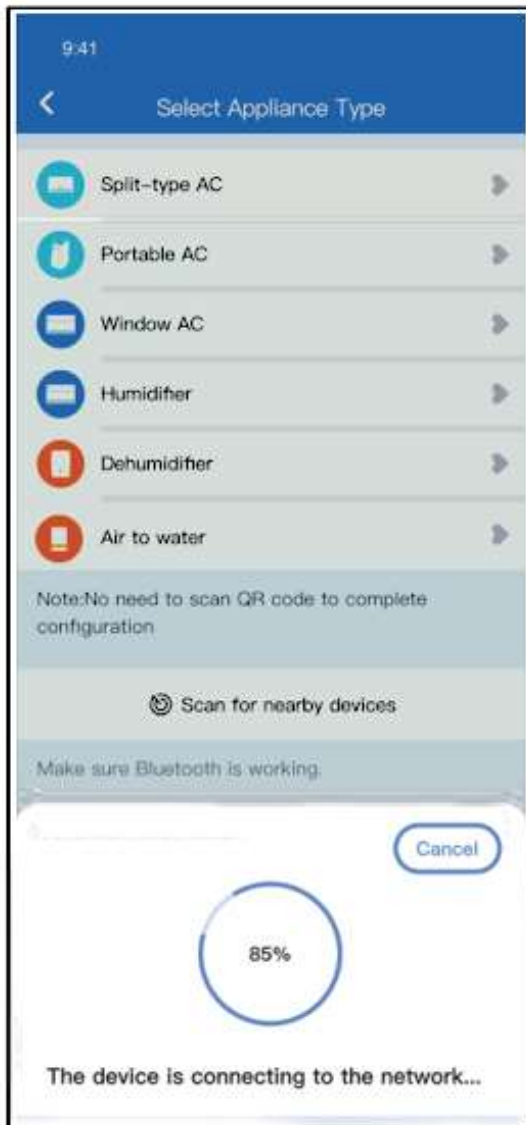 9:41
Select Appliance Type
Split-type AC
Portable AC
Window AC
Humidifier
Dehumidifier
Air to water
Note:No need to scan QR code to complete
configuration
Scan for nearby devices
Make sure Bluetooth is working.
Cancel
85%
The device is connecting to the network...